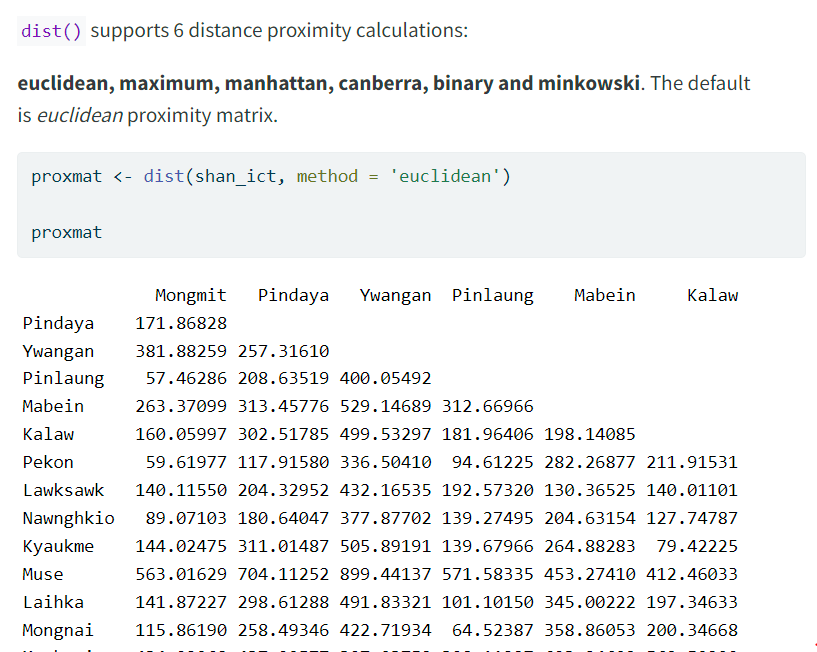 dist() supports 6 distance proximity calculations:
euclidean, maximum, manhattan, canberra, binary and minkowski. The default
is euclidean proximity matrix.
proxmat <- dist(shan_ict, method = 'euclidean')
proxmat
Mongmit Pindaya Ywangan Pinlaung Mabein Kalaw
Pindaya 171.86828
Ywangan 381.88259 257.31610
Pinlaung 57.46286 208.63519 400.05492
Mabein 263.37099 313.45776 529.14689 312.66966
Kalaw 160.05997 302.51785 499.53297 181.96406 198.14085
Pekon 59.61977 117.91580 336.50410 94.61225 282.26877 211.91531
Lawksawk 140.11550 204.32952 432.16535 192.57320 130.36525 140.01101
Nawnghkio 89.07103 180.64047 377.87702 139.27495 204.63154 127.74787
Kyaukme 144.02475 311.01487 505.89191 139.67966 264.88283 79.42225
Muse 563.01629 704.11252 899.44137 571.58335 453.27410 412.46033
Laihka 141.87227 298.61288 491.83321 101.10150 345.00222 197.34633
Mongnai 115.86190 258.49346 422.71934 64.52387 358.86053 200.34668